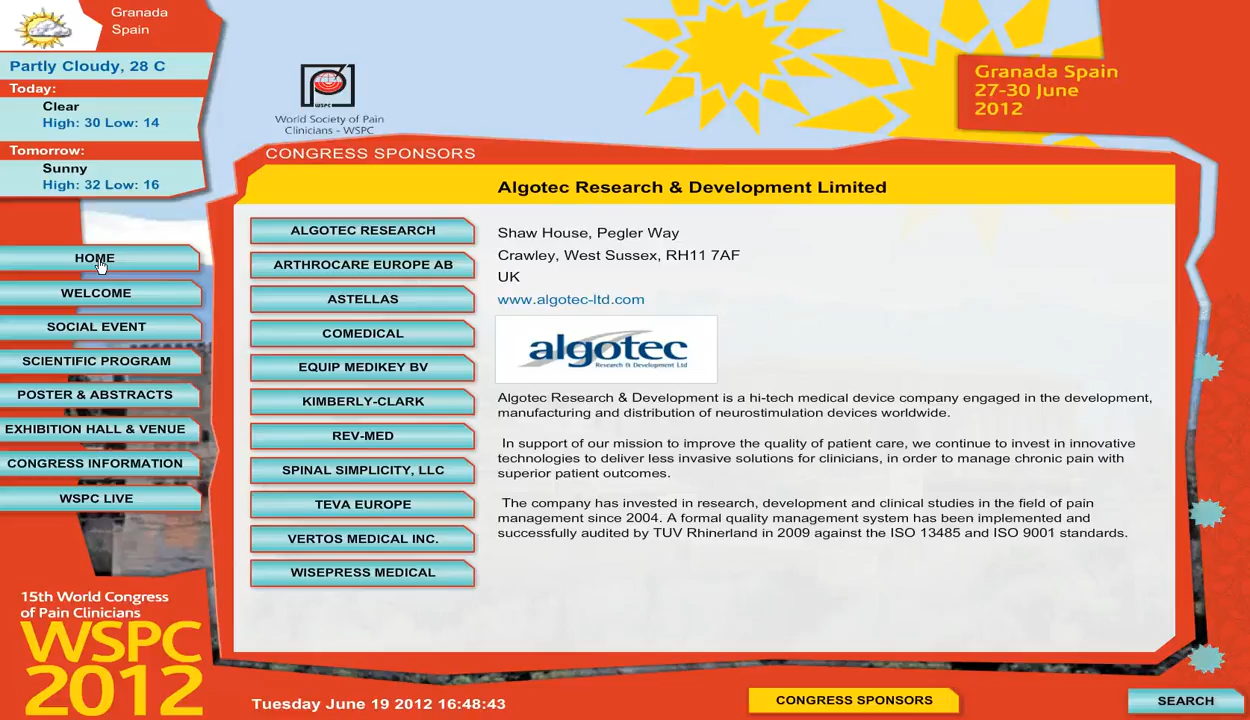 Granada
Spain
Partly Cloudy, 28 C
Today:
Clear
High: 30 Low: 14
Tomorrow:
Sunny
High: 32 Low: 16
HOME
WELCOME
SOCIAL EVENT
SCIENTIFIC PROGRAM
POSTER & ABSTRACTS
EXHIBITION HALL & VENUE
CONGRESS INFORMATION
WSPC LIVE
15th World Congress
of Pain Clinicians
WSPC
2012
WSPC
World Society of Pain
Clinicians - WSPC
Granada Spain
27-30 June
2012
CONGRESS SPONSORS
Algotec Research & Development Limited
ALGOTEC RESEARCH
ARTHROCARE EUROPE AB
ASTELLAS
COMEDICAL
EQUIP MEDIKEY BV
KIMBERLY-CLARK
REV-MED
SPINAL SIMPLICITY, LLC
TEVA EUROPE
VERTOS MEDICAL INC.
WISEPRESS MEDICAL
Shaw House, Pegler Way
Crawley, West Sussex, RH11 7AF
UK
www.algotec-ltd.com
algotec
Research & Development Ltd
Algotec Research & Development is a hi-tech medical device company engaged in the development,
manufacturing and distribution of neurostimulation devices worldwide.
In support of our mission to improve the quality of patient care, we continue to invest in innovative
technologies to deliver less invasive solutions for clinicians, in order to manage chronic pain with
superior patient outcomes.
The company has invested in research, development and clinical studies in the field of pain
management since 2004. A formal quality management system has been implemented and
successfully audited by TUV Rhinerland in 2009 against the ISO 13485 and ISO 9001 standards.
Tuesday June 19 2012 16:48:43
CONGRESS SPONSORS
SEARCH